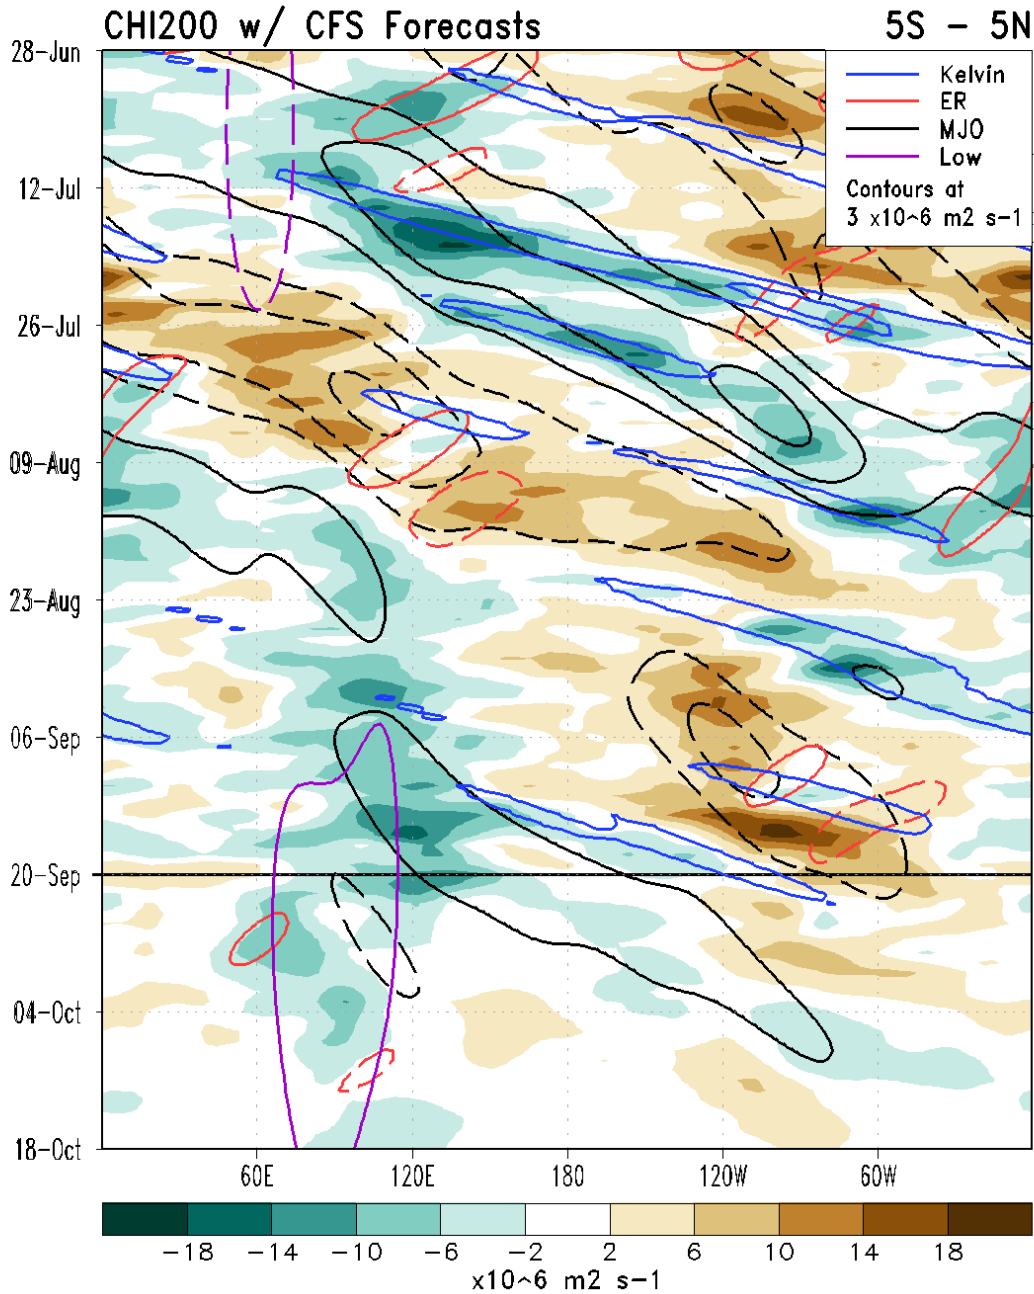 CHI200 w/ CFS Forecasts 5S - 5N
Kelvin
ER
MJO
Low
Contours at
3 x10^6 m2 s-1
28-Jun
12-Jul
26-Jul
09-Aug
23-Aug
06-Sep
20-Sep
04-Oct
18-Oct
60E 120E 180 120W 60W
-18 -14 -10 -6 -2 2 6 10 14 18
x10^6 m2 s-1